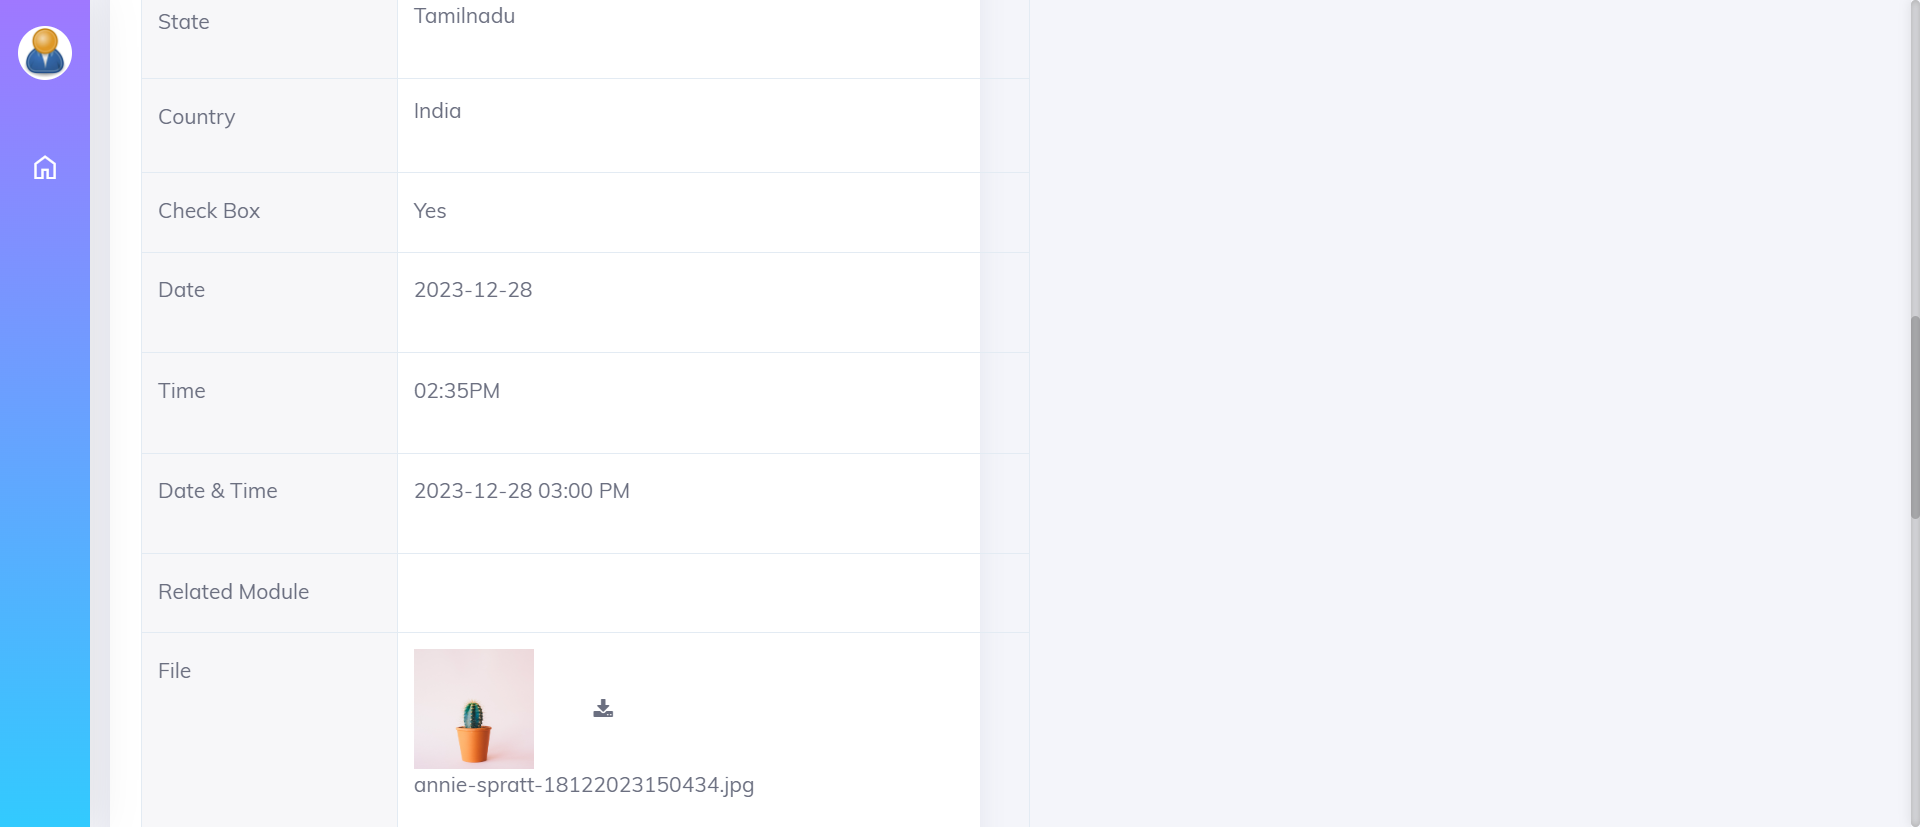 State
Tamilnadu
Country
India
Check Box
Yes
Date
2023-12-28
Time
02:35PM
Date & Time
2023-12-28 03:00 PM
Related Module
File
annie-spratt-18122023150434.jpg